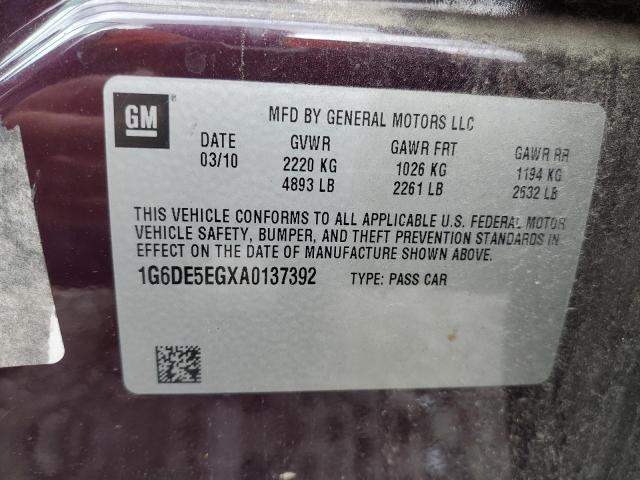 GM ®
MFD BY GENERAL MOTORS LLC
DATE GVWR GAWR FRT GAWR RR
03/10 2220 KG 1026 KG 1194 KG
4893 LB 2261 LB 2632 LB
THIS VEHICLE CONFORMS TO ALL APPLICABLE U.S. FEDERAL MOTOR
VEHICLE SAFETY, BUMPER, AND THEFT PREVENTION STANDARDS IN
EFFECT ON THE DATE OF MANUFACTURE SHOWN ABOVE.
1G6DE5EGXA0137392 TYPE: PASS CAR